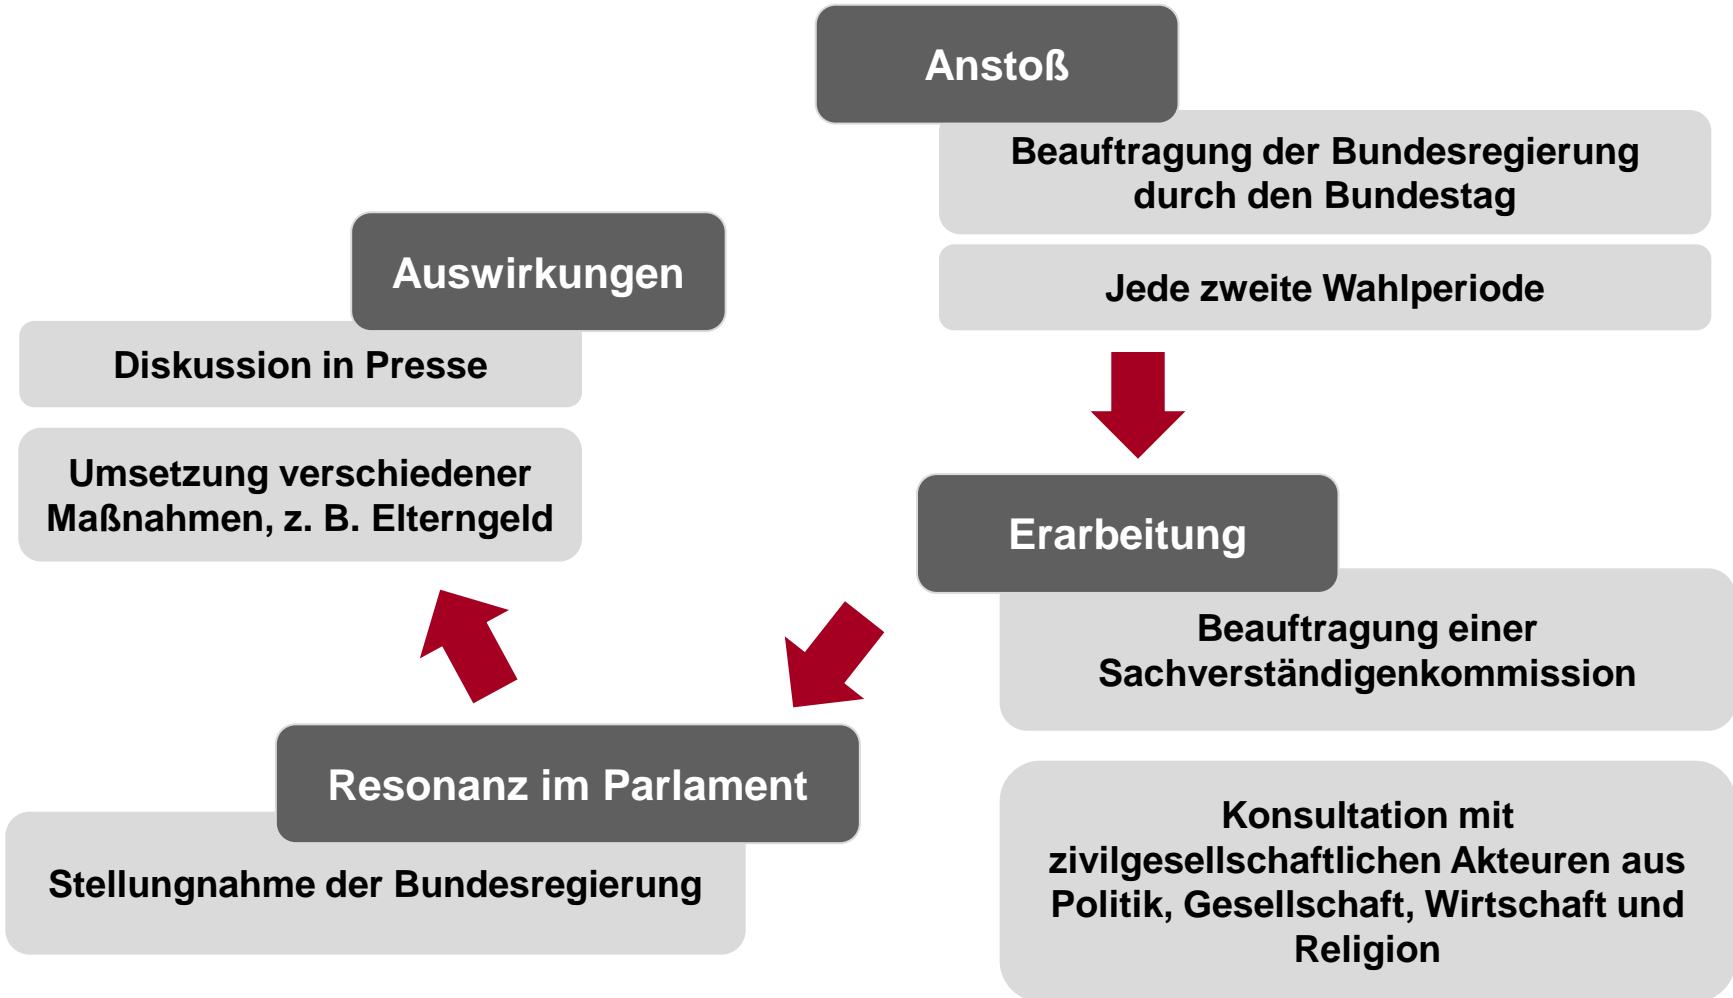 Anstoß
Beauftragung der Bundesregierung
durch den Bundestag
Jede zweite Wahlperiode
Erarbeitung
Beauftragung einer
Sachverständigenkommission
Konsultation mit
zivilgesellschaftlichen Akteuren aus
Politik, Gesellschaft, Wirtschaft und
Religion
Resonanz im Parlament
Stellungnahme der Bundesregierung
Auswirkungen
Diskussion in Presse
Umsetzung verschiedener
Maßnahmen, z. B. Elterngeld